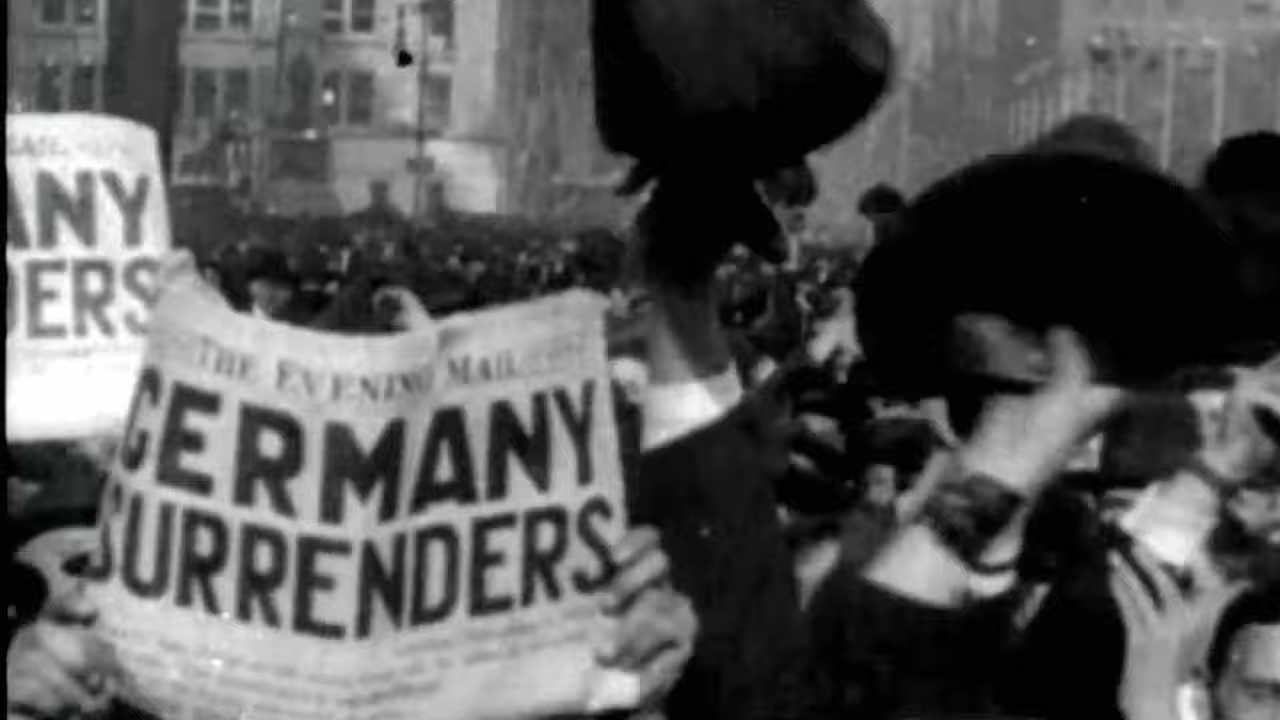 ANY
DERS
THE EVENING MAIL
GERMANY
SURRENDERS